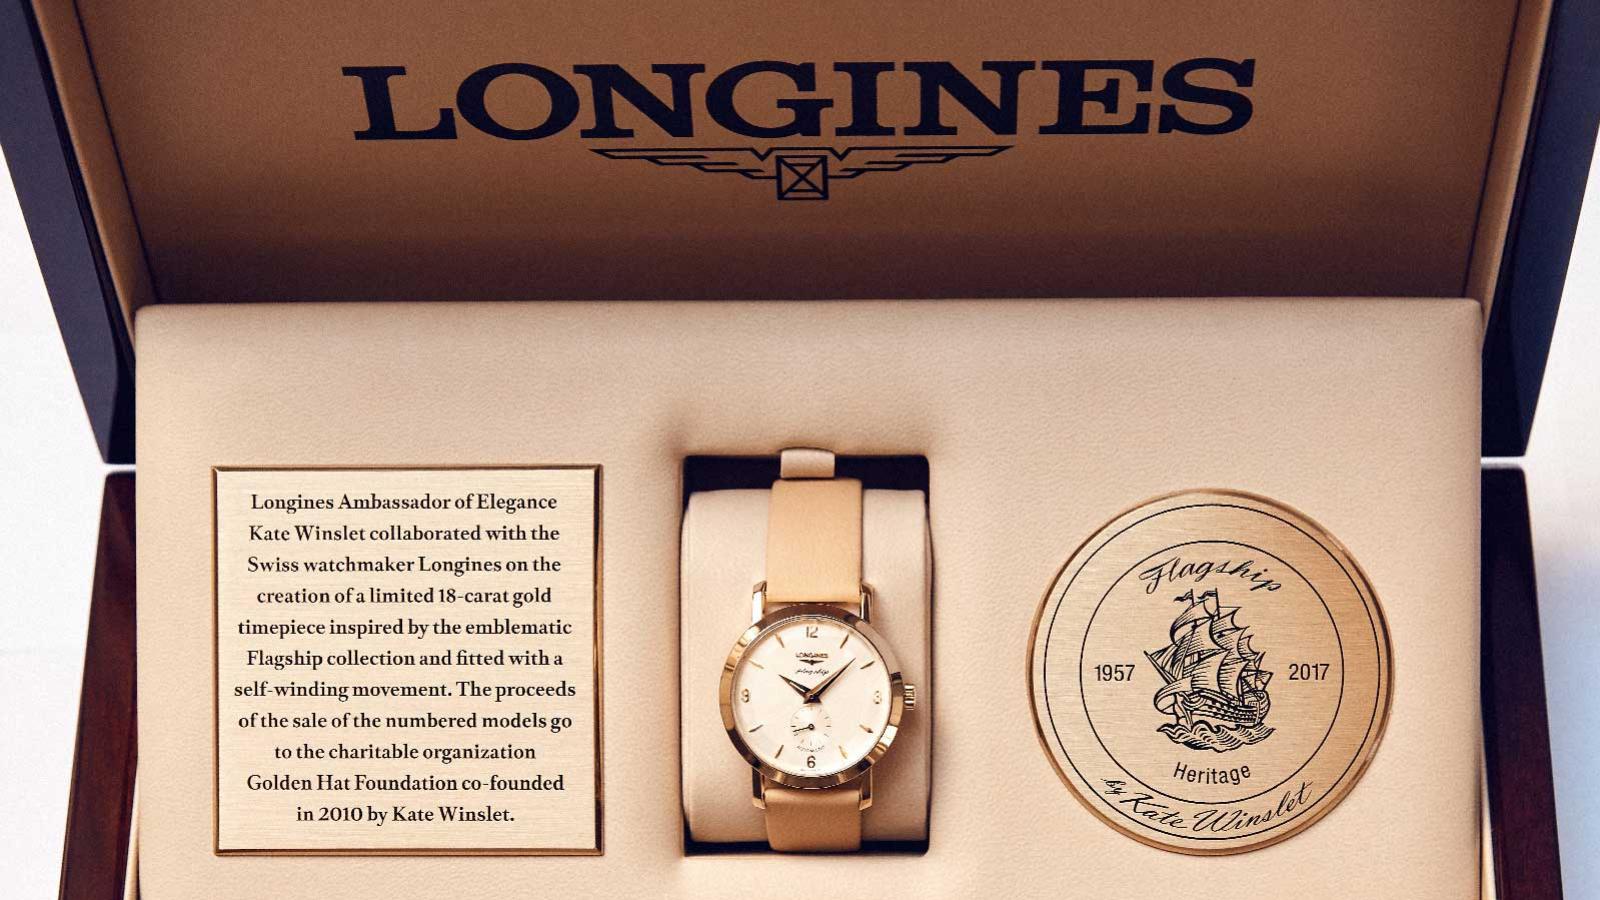 LONGINES
Longines Ambassador of Elegance
Kate Winslet collaborated with the
Swiss watchmaker Longines on the
creation of a limited 18-carat gold
timepiece inspired by the emblematic
Flagship collection and fitted with a
self-winding movement. The proceeds
of the sale of the numbered models go
to the charitable organization
Golden Hat Foundation co-founded
in 2010 by Kate Winslet.
12
LONGINES
Flagship
9
3
AUTOMATIC
6
Flagship
1957
2017
Heritage
by Kate Winslet